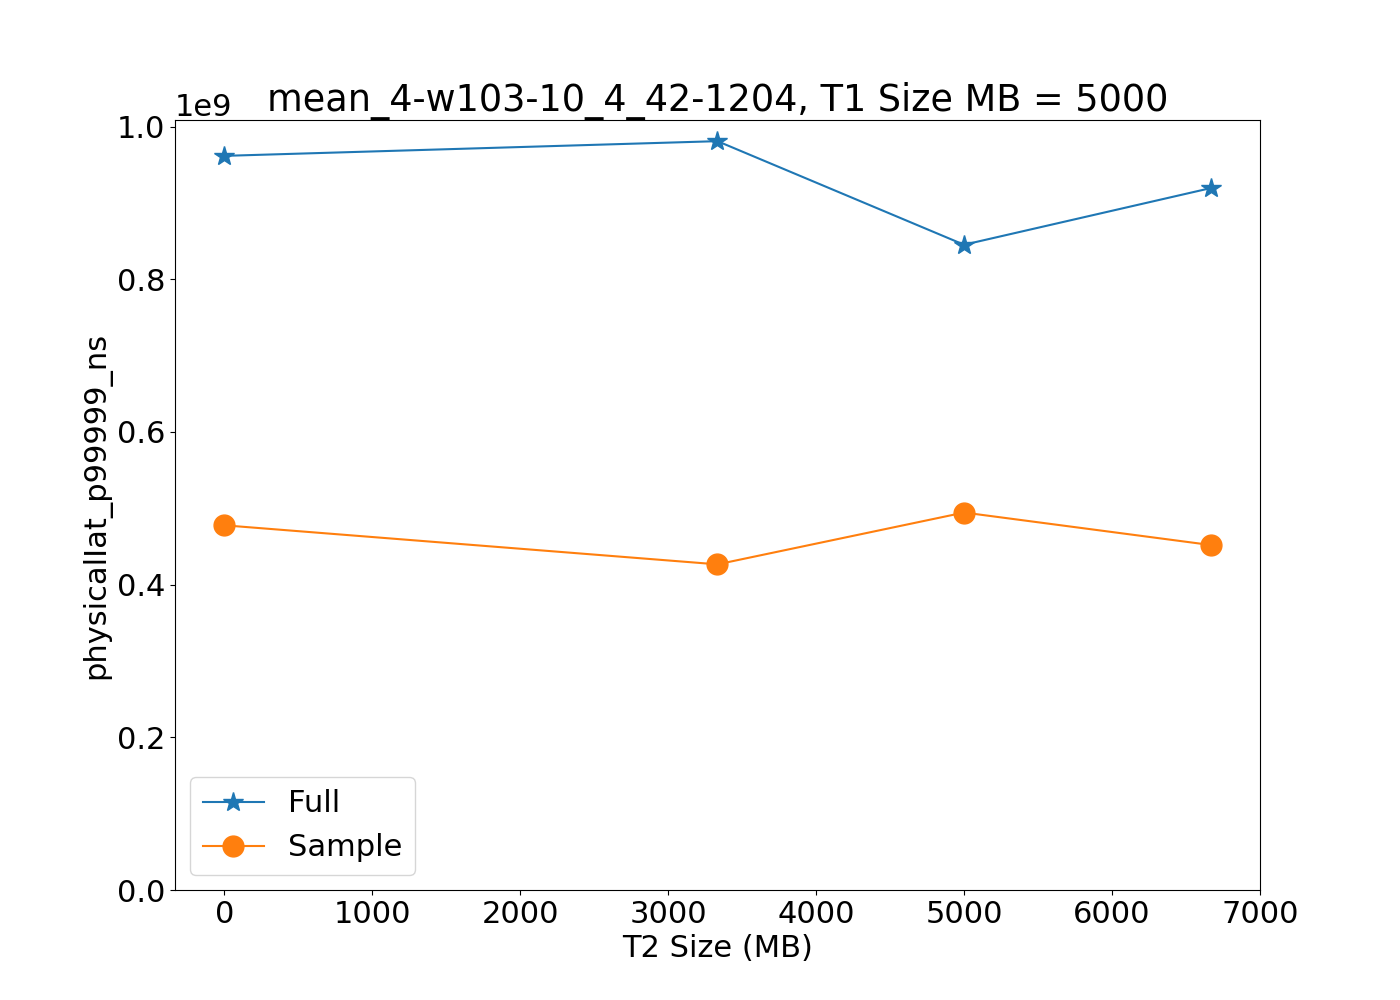 mean_4-w103-10_4_42-1204, T1 Size MB = 5000
1e9
1.0
0.8
0.6
0.4
0.2
0.0
physicallat_p99999_ns
Full
Sample
0 1000 2000 3000 4000 5000 6000 7000
T2 Size (MB)